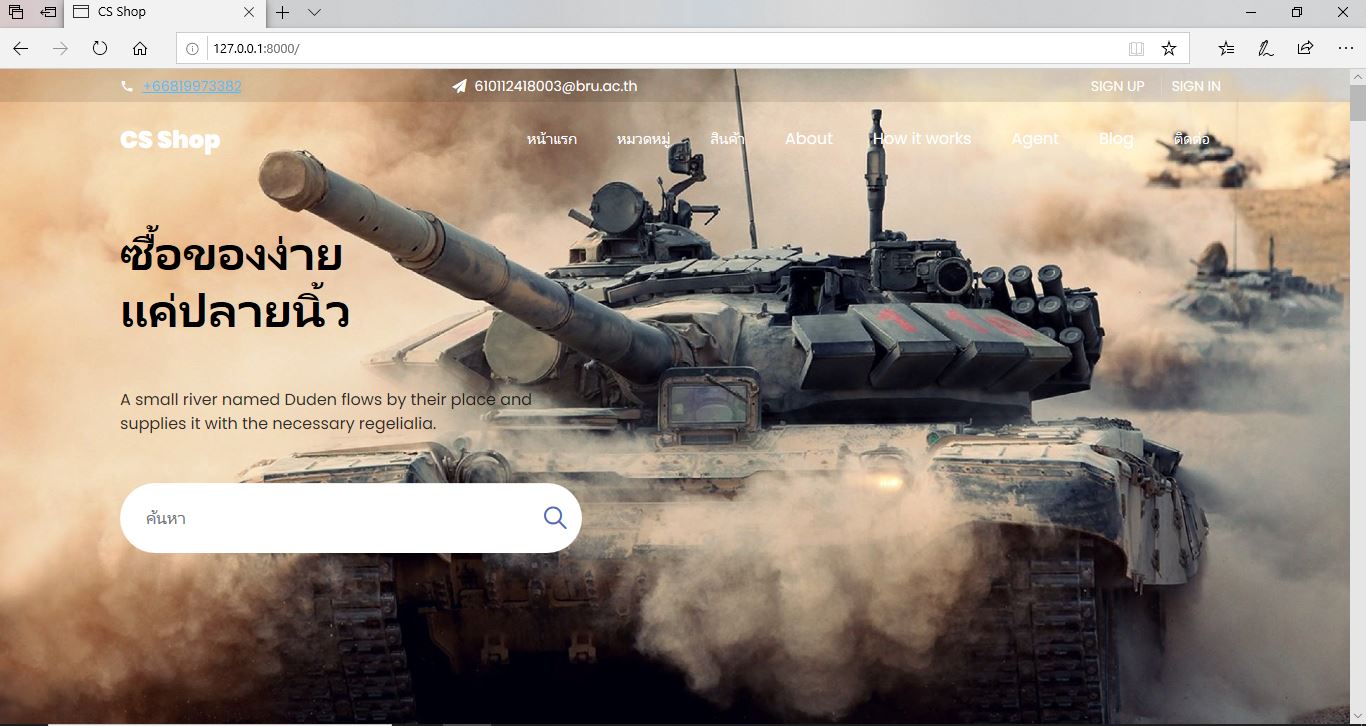 CS Shop
127.0.0.1:8000/
+66819973382
610112418003@bru.ac.th
SIGN UP
SIGN IN
CS Shop
หน้าแรก
หมวดหมู่
สินค้า
About
How it works
Agent
Blog
ติดต่อ
ซื้อของง่าย
แค่ปลายนิ้ว
A small river named Duden flows by their place and
supplies it with the necessary regelialia.
ค้นหา